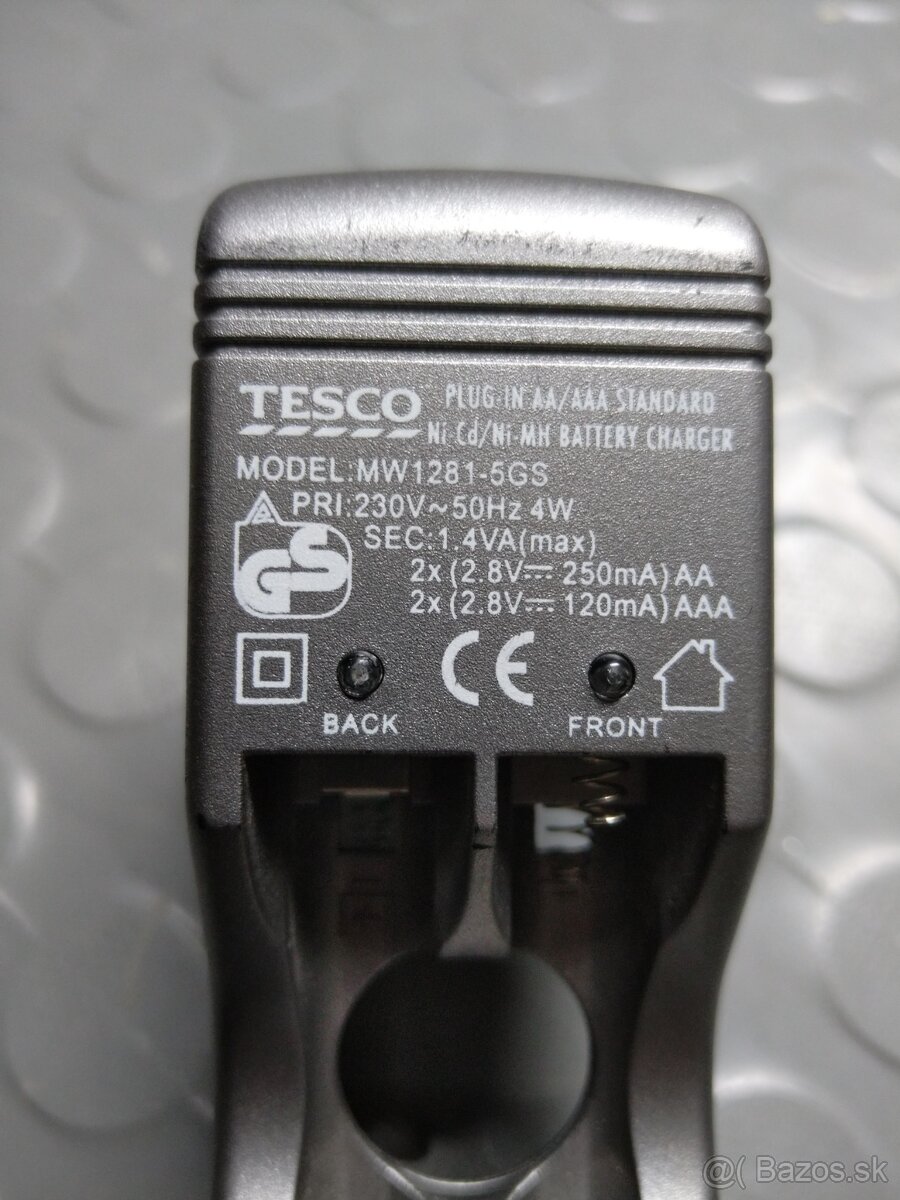 TESCO
PLUG-IN AA/AAA STANDARD
Ni-Cd/Ni-MH BATTERY CHARGER
MODEL:MW1281-5GS
PRI:230V~50Hz 4W
SEC:1.4VA(max)
2x (2.8V⎓ 250mA) AA
2x (2.8V⎓ 120mA) AAA
GS
CE
BACK
FRONT
@( Bazos.sk